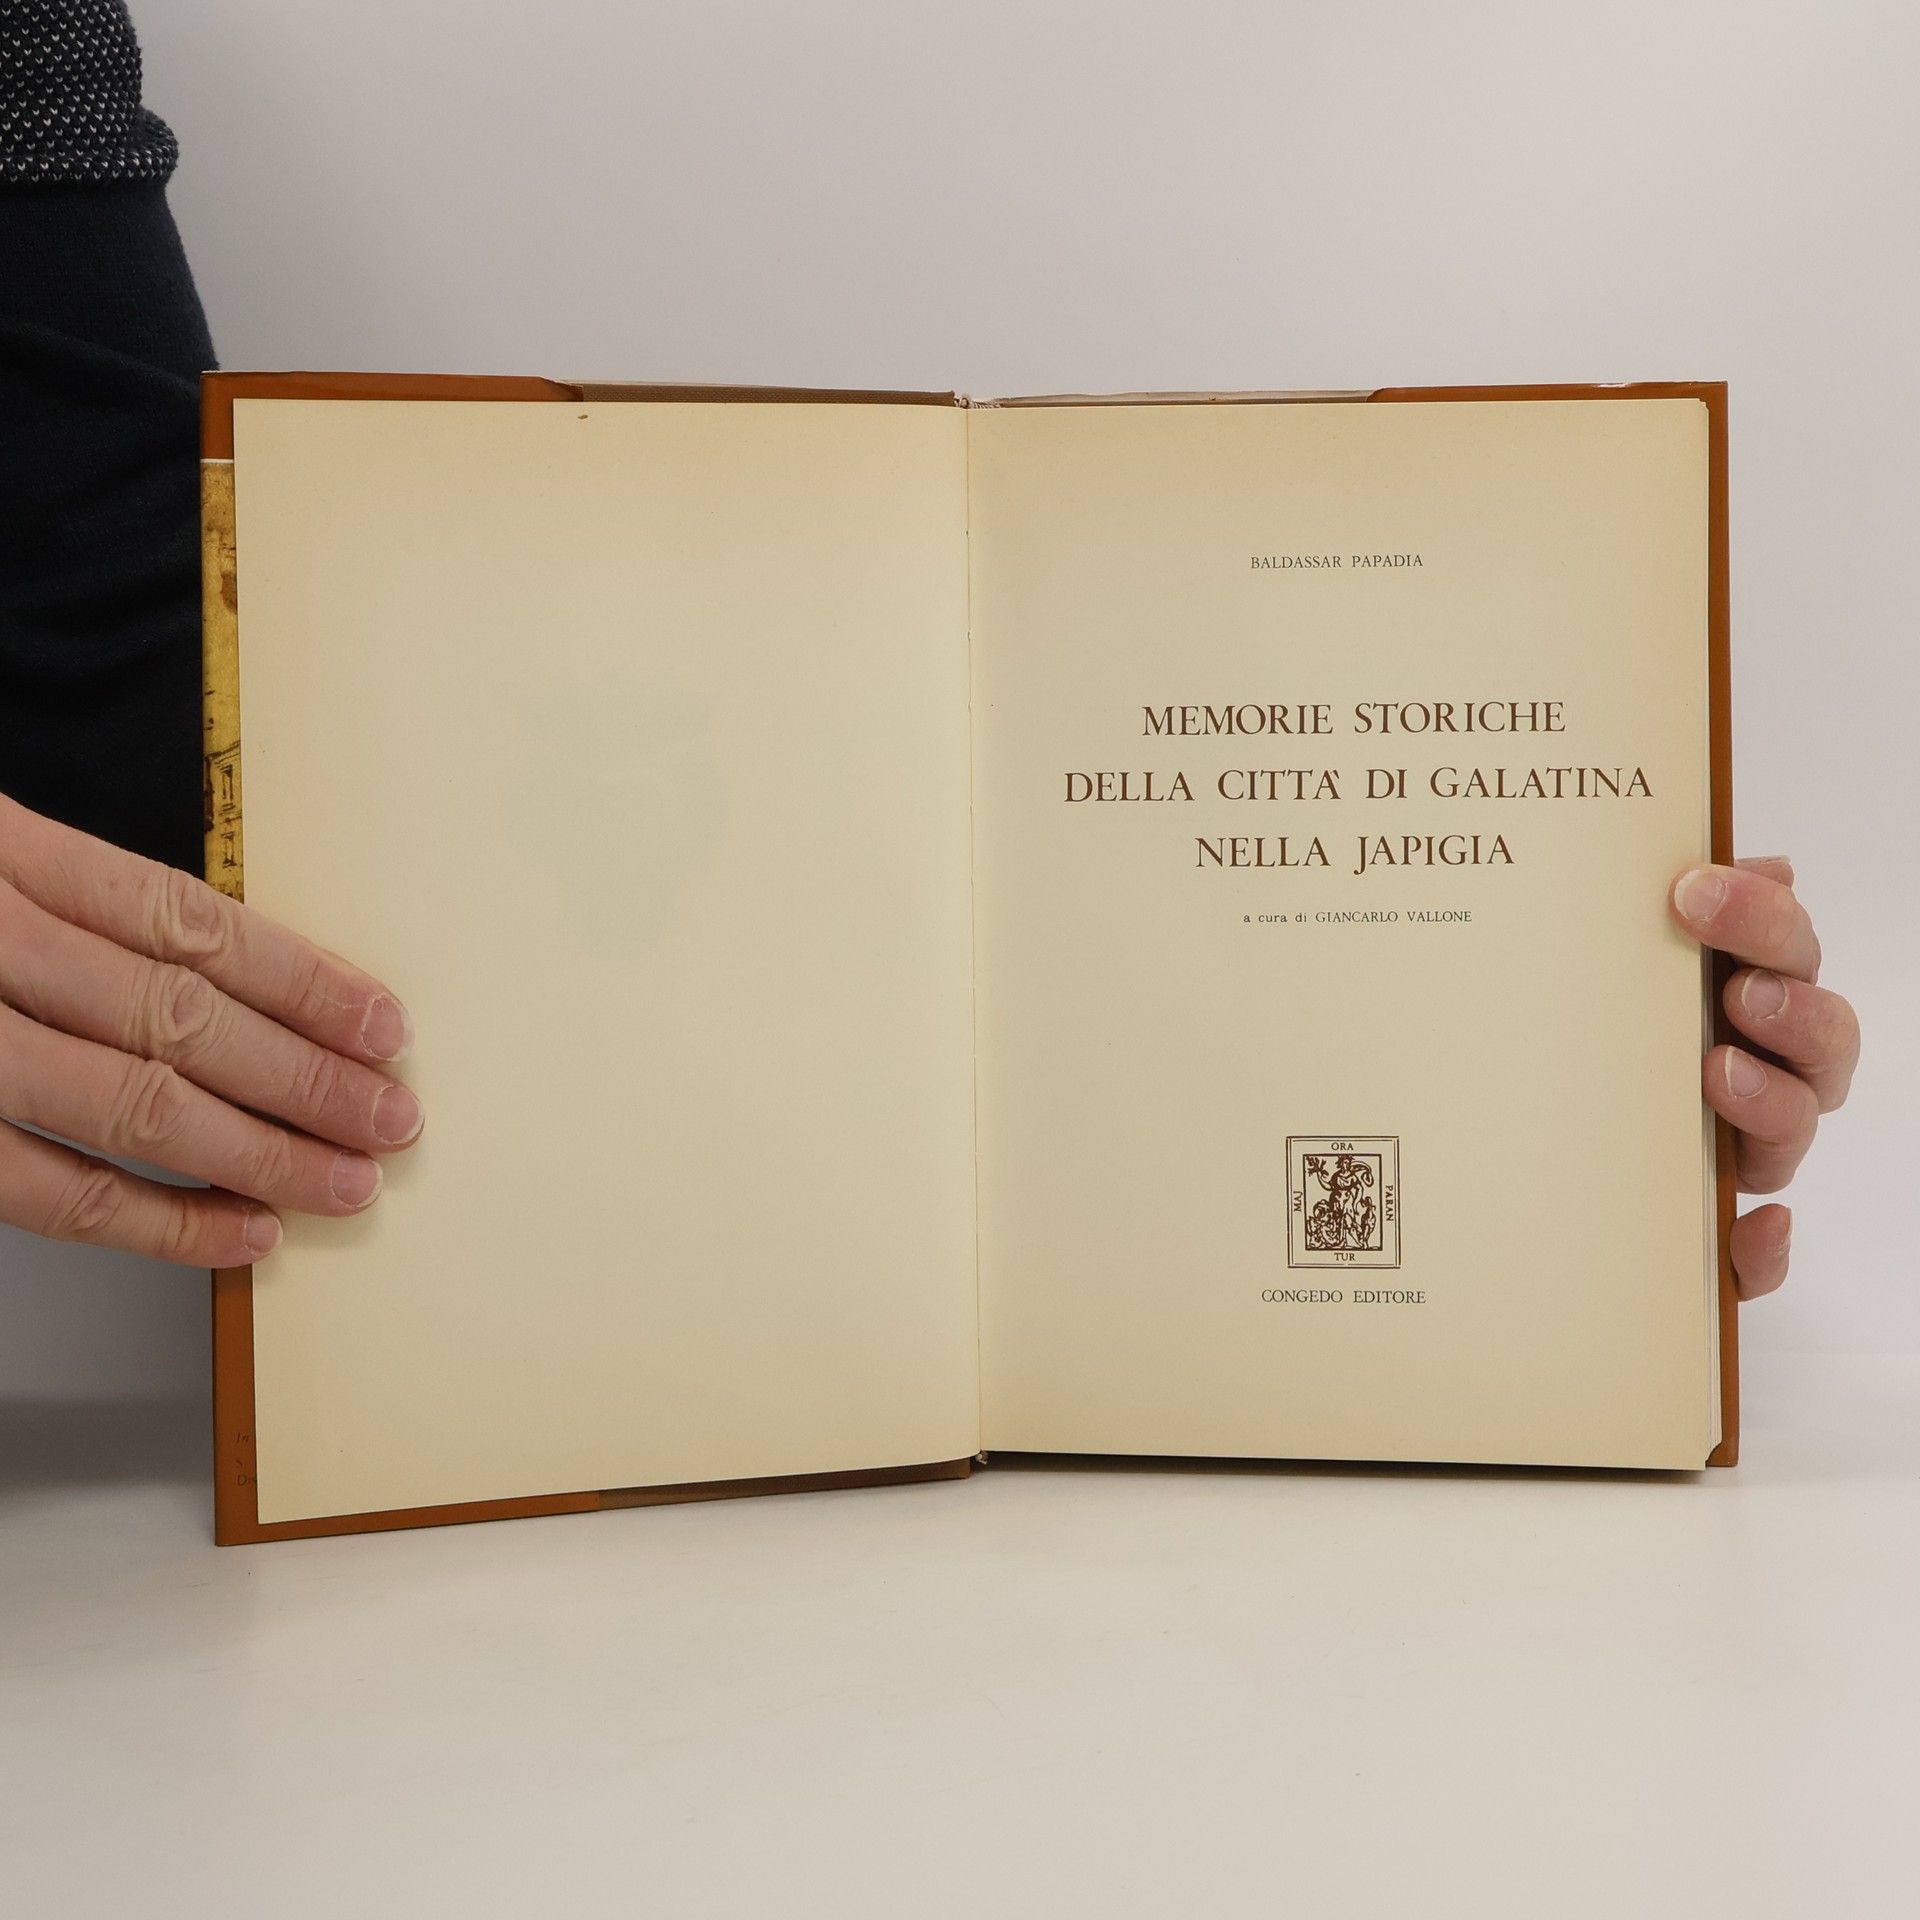 BALDASSAR PAPADIA
MEMORIE STORICHE
DELLA CITTA' DI GALATINA
NELLA JAPIGIA
a cura di GIANCARLO VALLONE
ORA
MAJ
PARAN
TUR
CONGEDO EDITORE